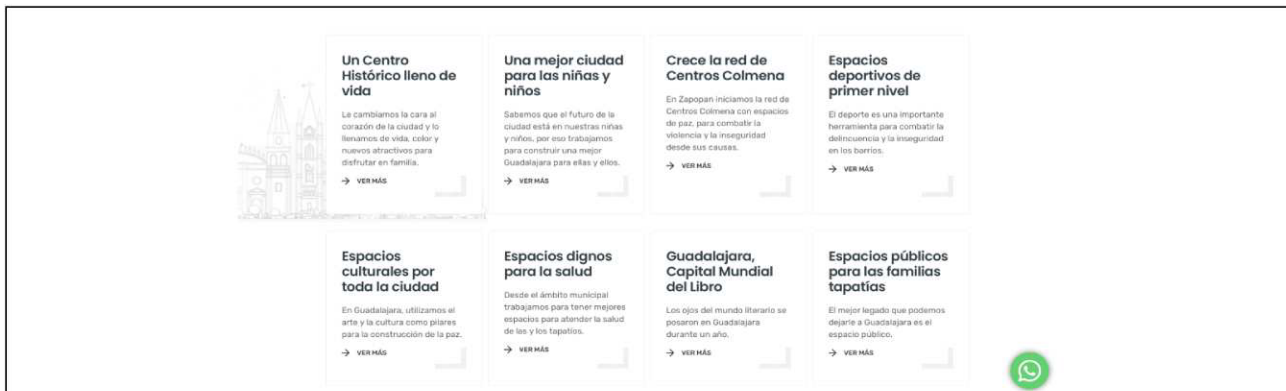 Un Centro
Histórico lleno de
vida
Le cambiamos la cara al
corazón de la ciudad y lo
llenamos de vida, color y
nuevos atractivos para
disfrutar en familia.
→ VER MÁS
Una mejor ciudad
para las niñas y
niños
Sabemos que el futuro de la
ciudad está en nuestras niñas
y niños, por eso trabajamos
para construir una mejor
Guadalajara para ellas y ellos.
→ VER MÁS
Crece la red de
Centros Colmena
En Zapopan iniciamos la red de
Centros Colmena con espacios
de paz, para combatir la
violencia y la inseguridad
desde sus causas.
→ VER MÁS
Espacios
deportivos de
primer nivel
El deporte es una importante
herramienta para combatir la
delincuencia y la inseguridad
en los barrios.
→ VER MÁS
Espacios
culturales por
toda la ciudad
En Guadalajara, utilizamos el
arte y la cultura como pilares
para la construcción de la paz.
→ VER MÁS
Espacios dignos
para la salud
Desde el ámbito municipal
trabajamos para tener mejores
espacios para atender la salud
de las y los tapatíos.
→ VER MÁS
Guadalajara,
Capital Mundial
del Libro
Los ojos del mundo literario se
posaron en Guadalajara
durante un año.
→ VER MÁS
Espacios públicos
para las familias
tapatías
El mejor legado que podemos
dejarle a Guadalajara es el
espacio público.
→ VER MÁS